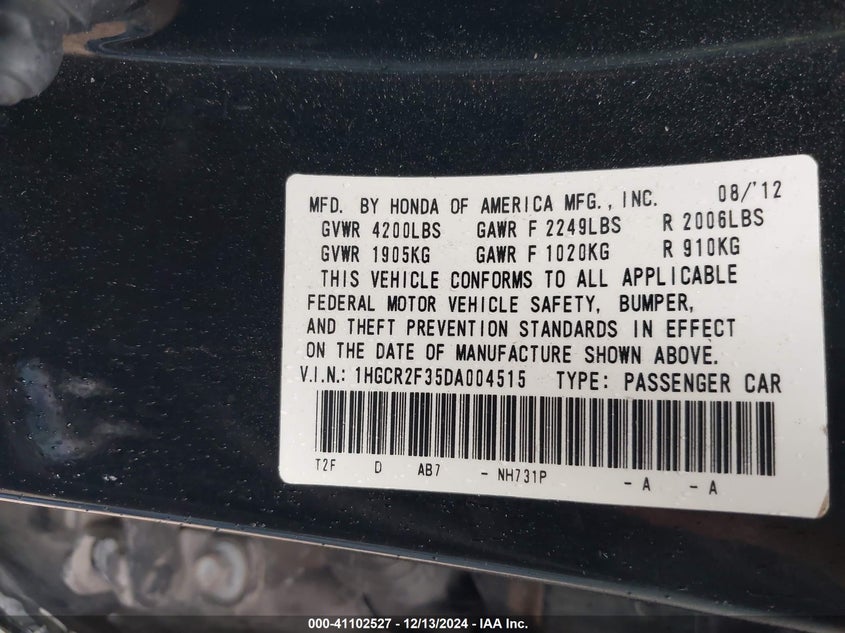 MFD. BY HONDA OF AMERICA MFG., INC. 08/'12
GVWR 4200LBS GAWR F 2249LBS R 2006LBS
GVWR 1905KG GAWR F 1020KG R 910KG
THIS VEHICLE CONFORMS TO ALL APPLICABLE
FEDERAL MOTOR VEHICLE SAFETY, BUMPER,
AND THEFT PREVENTION STANDARDS IN EFFECT
ON THE DATE OF MANUFACTURE SHOWN ABOVE.
V.I.N.: 1HGCR2F35DA004515 TYPE: PASSENGER CAR
T2F D AB7 - NH731P - A - A
000-41102527 - 12/13/2024 - IAA Inc.